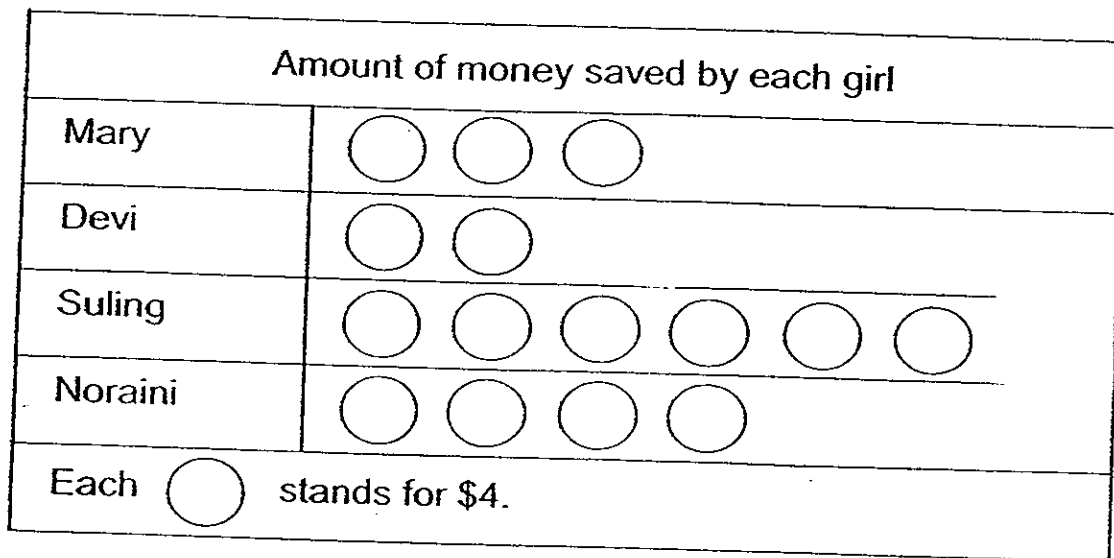 Amount of money saved by each girl
Mary
Devi
Suling
Noraini
Each stands for $4.